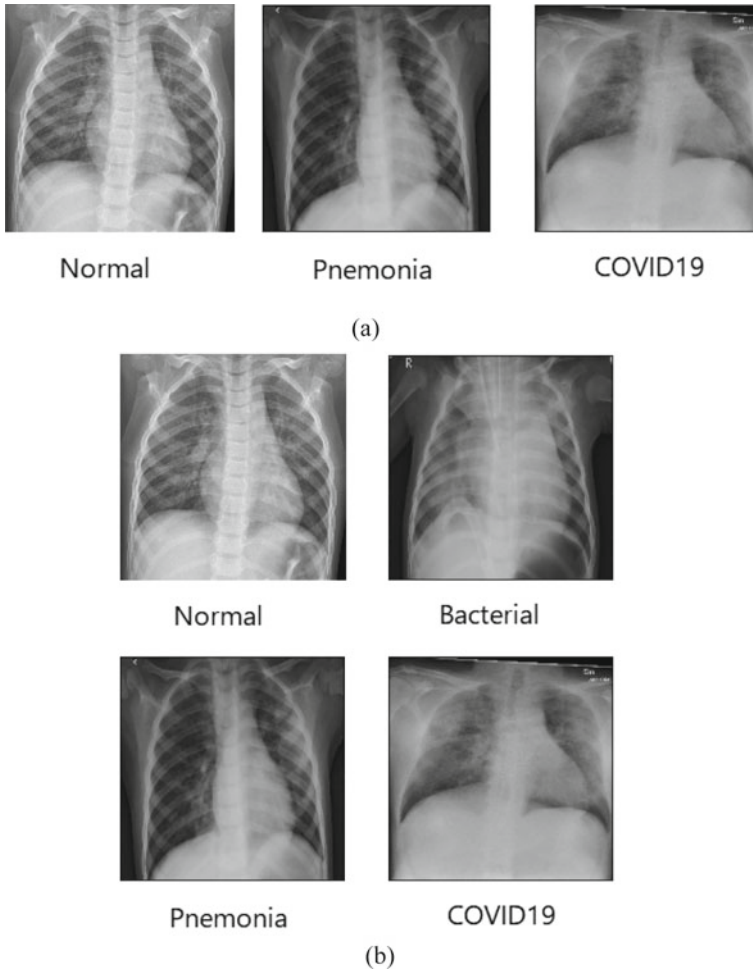 Normal
Pnemonia
COVID19
(a)
R
Normal
Bacterial
Pnemonia
COVID19
(b)